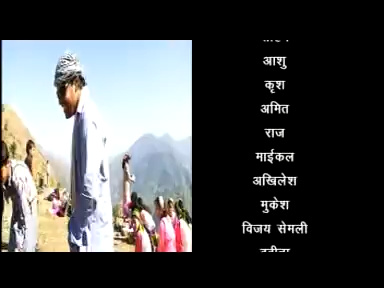 आशु
कृश
अमित
राज
माईकल
अखिलेश
मुकेश
विजय सेमली